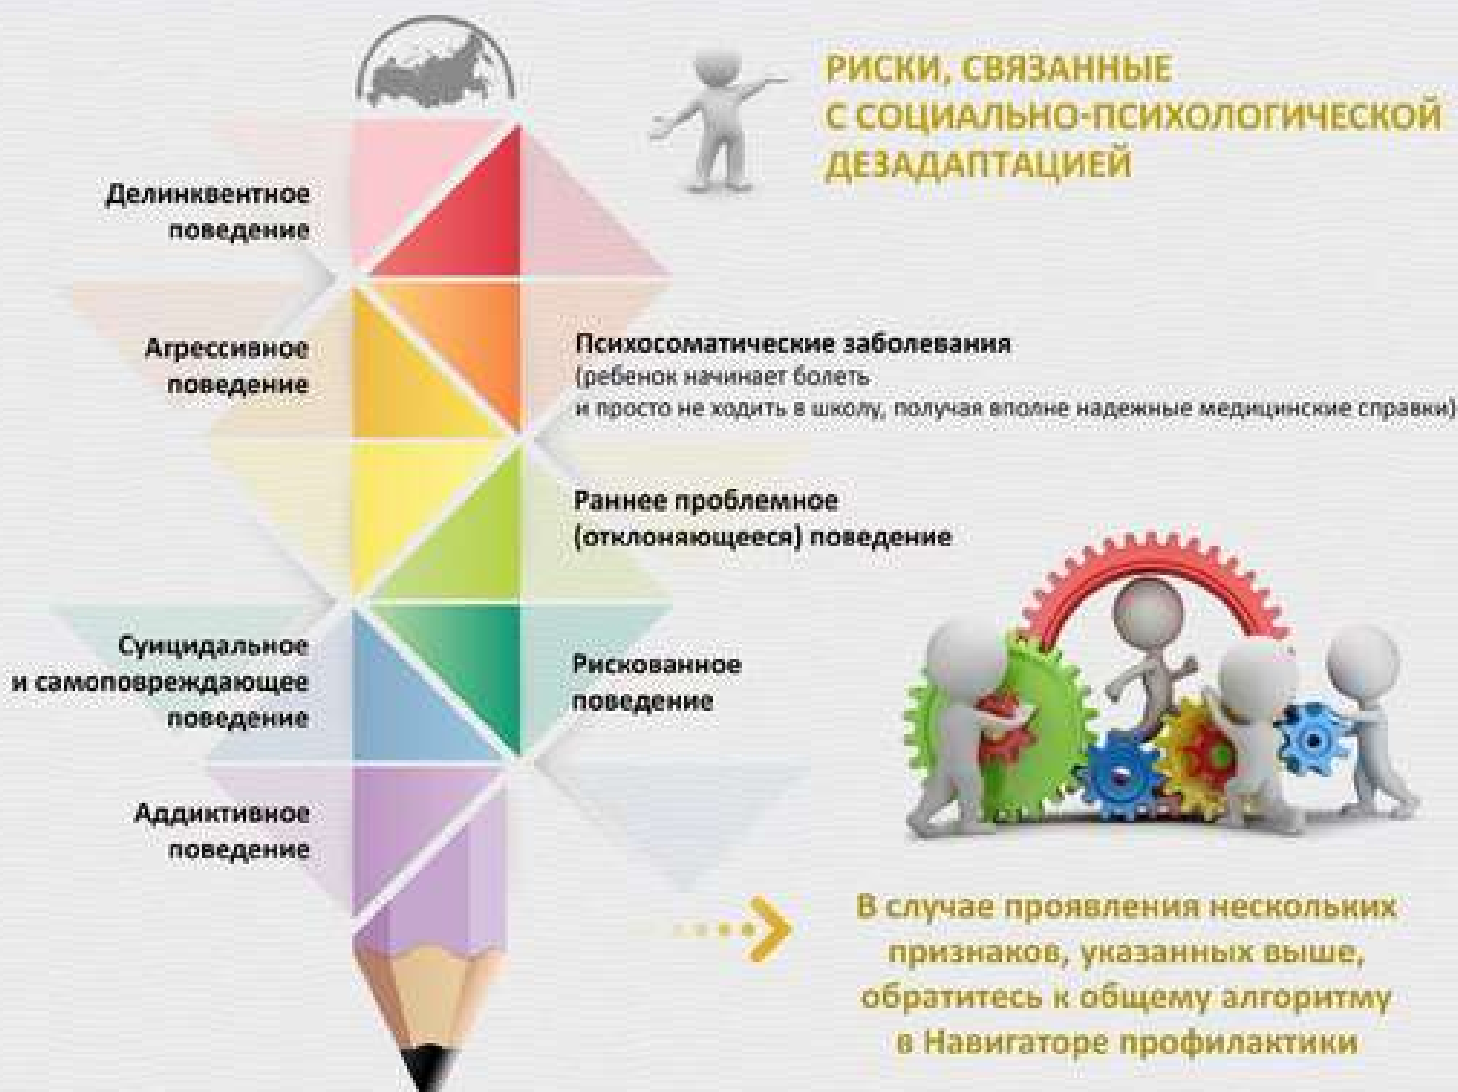 РИСКИ, СВЯЗАННЫЕ
С СОЦИАЛЬНО-ПСИХОЛОГИЧЕСКОЙ
ДЕЗАДАПТАЦИЕЙ
Делинквентное
поведение
Агрессивное
поведение
Психосоматические заболевания
(ребенок начинает болеть
и просто не ходить в школу, получая вполне надежные медицинские справки)
Раннее проблемное
(отклоняющееся) поведение
Суицидальное
и самоповреждающее
поведение
Рискованное
поведение
Аддиктивное
поведение
В случае проявления нескольких
признаков, указанных выше,
обратитесь к общему алгоритму
в Навигаторе профилактики